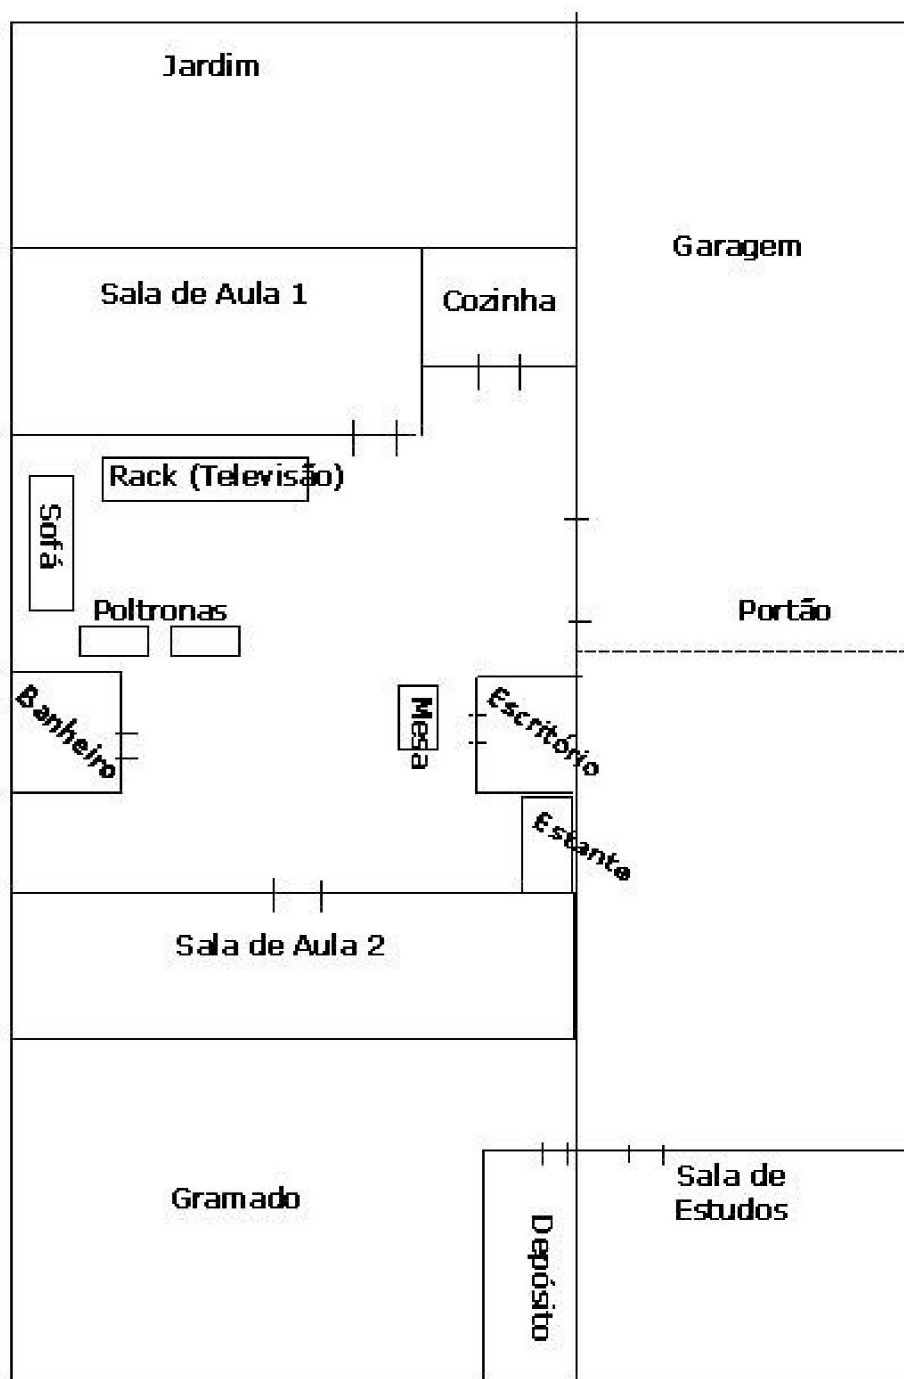 Jardim
Garagem
Sala de Aula 1
Cozinha
Rack (Televisão)
Sofá
Poltronas
Portão
Banheiro
Mesa
Escritório
Estante
Sala de Aula 2
Gramado
Depósito
Sala de
Estudos